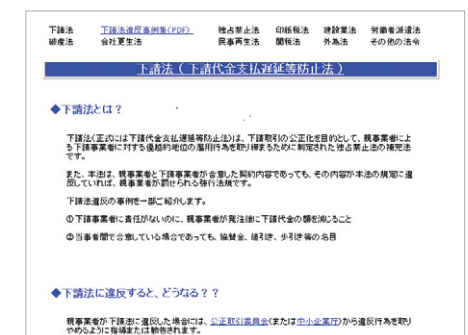 下請法 下請法違反事例集(PDF) 独占禁止法 印紙税法 建設業法 労働者派遣法
破産法 会社更生法 民事再生法 関税法 外為法 その他の法令
下請法(下請代金支払遅延等防止法)
◆下請法とは?
下請法(正式には下請代金支払遅延等防止法)は、下請取引の公正化を目的として、親事業者によ
る下請事業者に対する優越的地位の濫用行為を取り締まるために制定された独占禁止法の補完法
です。
また、本法は、親事業者と下請事業者が合意した契約内容であっても、その内容が本法の規定に違
反していれば、親事業者が罰せられる強行法規です。
下請法違反の事例を一部ご紹介します。
①下請事業者に責任がないのに、親事業者が発注後に下請代金の額を減じること
②当事者間で合意している場合であっても、協賛金、値引き、歩引き等の名目
◆下請法に違反すると、どうなる??
親事業者が下請法に違反した場合には、公正取引委員会(または中小企業庁)から違反行為を取り
やめるように指導または勧告されます。